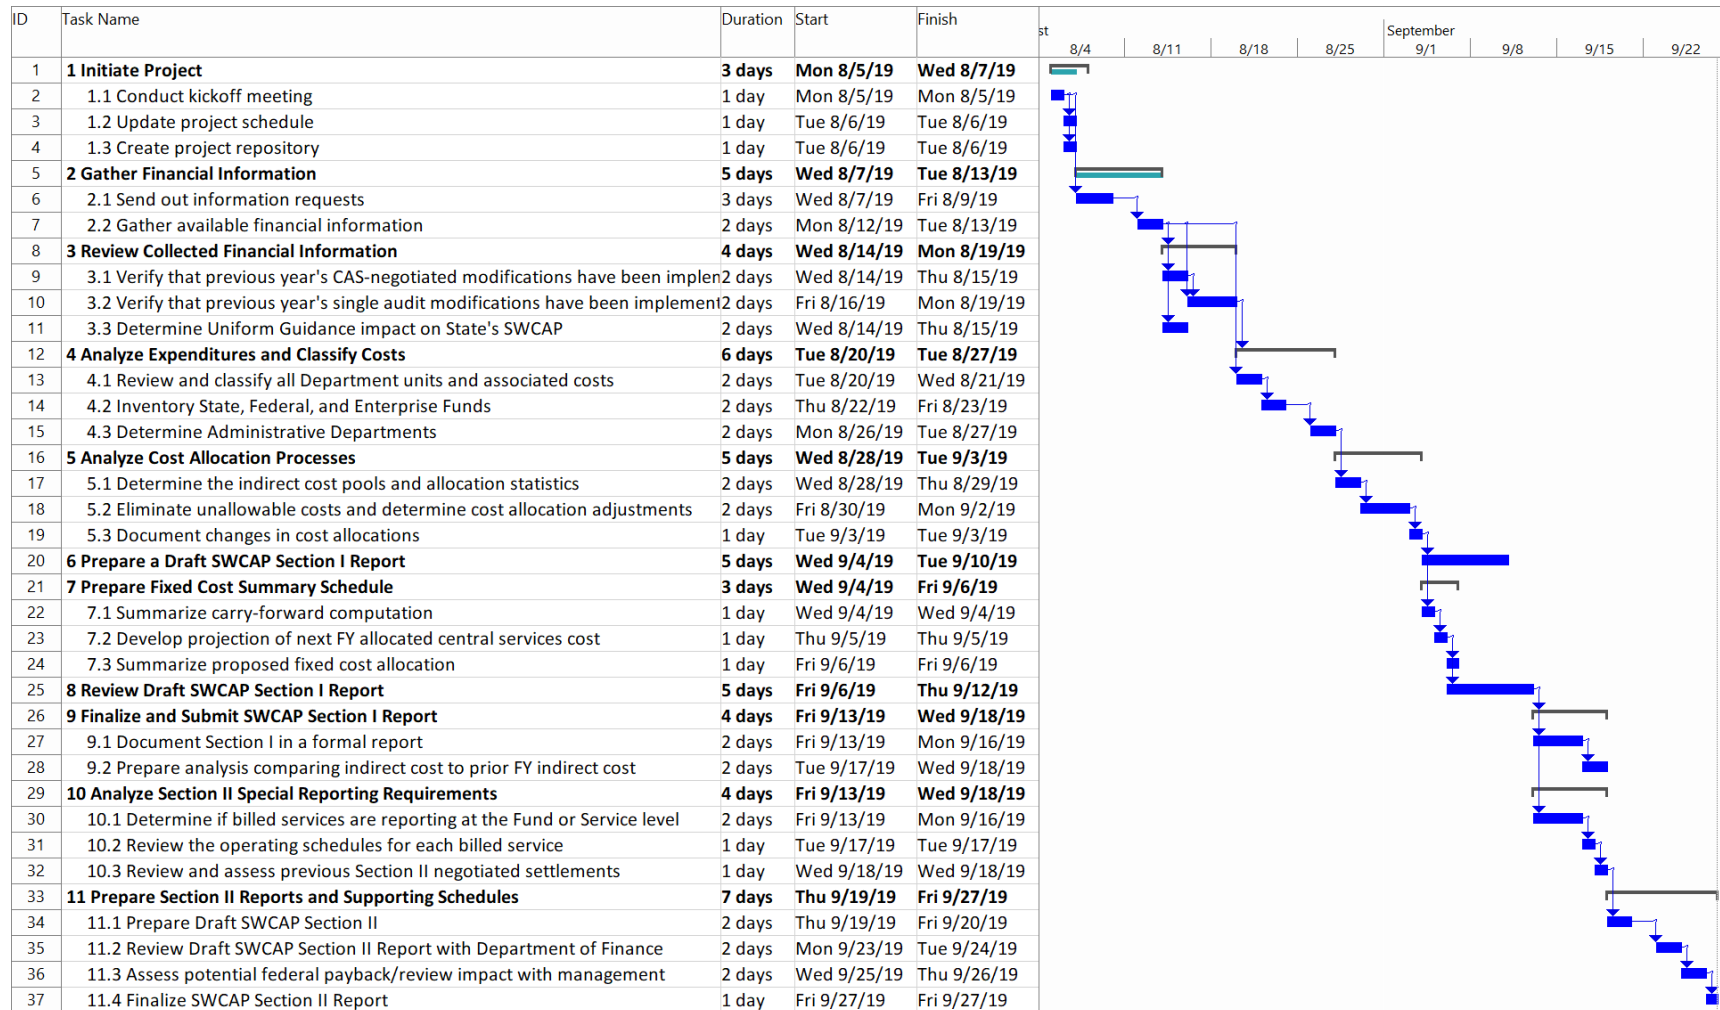 ID Task Name Duration Start Finish
st September
8/4 8/11 8/18 8/25 9/1 9/8 9/15 9/22
1 1 Initiate Project 3 days Mon 8/5/19 Wed 8/7/19
2 1.1 Conduct kickoff meeting 1 day Mon 8/5/19 Mon 8/5/19
3 1.2 Update project schedule 1 day Tue 8/6/19 Tue 8/6/19
4 1.3 Create project repository 1 day Tue 8/6/19 Tue 8/6/19
5 2 Gather Financial Information 5 days Wed 8/7/19 Tue 8/13/19
6 2.1 Send out information requests 3 days Wed 8/7/19 Fri 8/9/19
7 2.2 Gather available financial information 2 days Mon 8/12/19 Tue 8/13/19
8 3 Review Collected Financial Information 4 days Wed 8/14/19 Mon 8/19/19
9 3.1 Verify that previous year's CAS-negotiated modifications have been implen 2 days Wed 8/14/19 Thu 8/15/19
10 3.2 Verify that previous year's single audit modifications have been implement 2 days Fri 8/16/19 Mon 8/19/19
11 3.3 Determine Uniform Guidance impact on State's SWCAP 2 days Wed 8/14/19 Thu 8/15/19
12 4 Analyze Expenditures and Classify Costs 6 days Tue 8/20/19 Tue 8/27/19
13 4.1 Review and classify all Department units and associated costs 2 days Tue 8/20/19 Wed 8/21/19
14 4.2 Inventory State, Federal, and Enterprise Funds 2 days Thu 8/22/19 Fri 8/23/19
15 4.3 Determine Administrative Departments 2 days Mon 8/26/19 Tue 8/27/19
16 5 Analyze Cost Allocation Processes 5 days Wed 8/28/19 Tue 9/3/19
17 5.1 Determine the indirect cost pools and allocation statistics 2 days Wed 8/28/19 Thu 8/29/19
18 5.2 Eliminate unallowable costs and determine cost allocation adjustments 2 days Fri 8/30/19 Mon 9/2/19
19 5.3 Document changes in cost allocations 1 day Tue 9/3/19 Tue 9/3/19
20 6 Prepare a Draft SWCAP Section I Report 5 days Wed 9/4/19 Tue 9/10/19
21 7 Prepare Fixed Cost Summary Schedule 3 days Wed 9/4/19 Fri 9/6/19
22 7.1 Summarize carry-forward computation 1 day Wed 9/4/19 Wed 9/4/19
23 7.2 Develop projection of next FY allocated central services cost 1 day Thu 9/5/19 Thu 9/5/19
24 7.3 Summarize proposed fixed cost allocation 1 day Fri 9/6/19 Fri 9/6/19
25 8 Review Draft SWCAP Section I Report 5 days Fri 9/6/19 Thu 9/12/19
26 9 Finalize and Submit SWCAP Section I Report 4 days Fri 9/13/19 Wed 9/18/19
27 9.1 Document Section I in a formal report 2 days Fri 9/13/19 Mon 9/16/19
28 9.2 Prepare analysis comparing indirect cost to prior FY indirect cost 2 days Tue 9/17/19 Wed 9/18/19
29 10 Analyze Section II Special Reporting Requirements 4 days Fri 9/13/19 Wed 9/18/19
30 10.1 Determine if billed services are reporting at the Fund or Service level 2 days Fri 9/13/19 Mon 9/16/19
31 10.2 Review the operating schedules for each billed service 1 day Tue 9/17/19 Tue 9/17/19
32 10.3 Review and assess previous Section II negotiated settlements 1 day Wed 9/18/19 Wed 9/18/19
33 11 Prepare Section II Reports and Supporting Schedules 7 days Thu 9/19/19 Fri 9/27/19
34 11.1 Prepare Draft SWCAP Section II 2 days Thu 9/19/19 Fri 9/20/19
35 11.2 Review Draft SWCAP Section II Report with Department of Finance 2 days Mon 9/23/19 Tue 9/24/19
36 11.3 Assess potential federal payback/review impact with management 2 days Wed 9/25/19 Thu 9/26/19
37 11.4 Finalize SWCAP Section II Report 1 day Fri 9/27/19 Fri 9/27/19